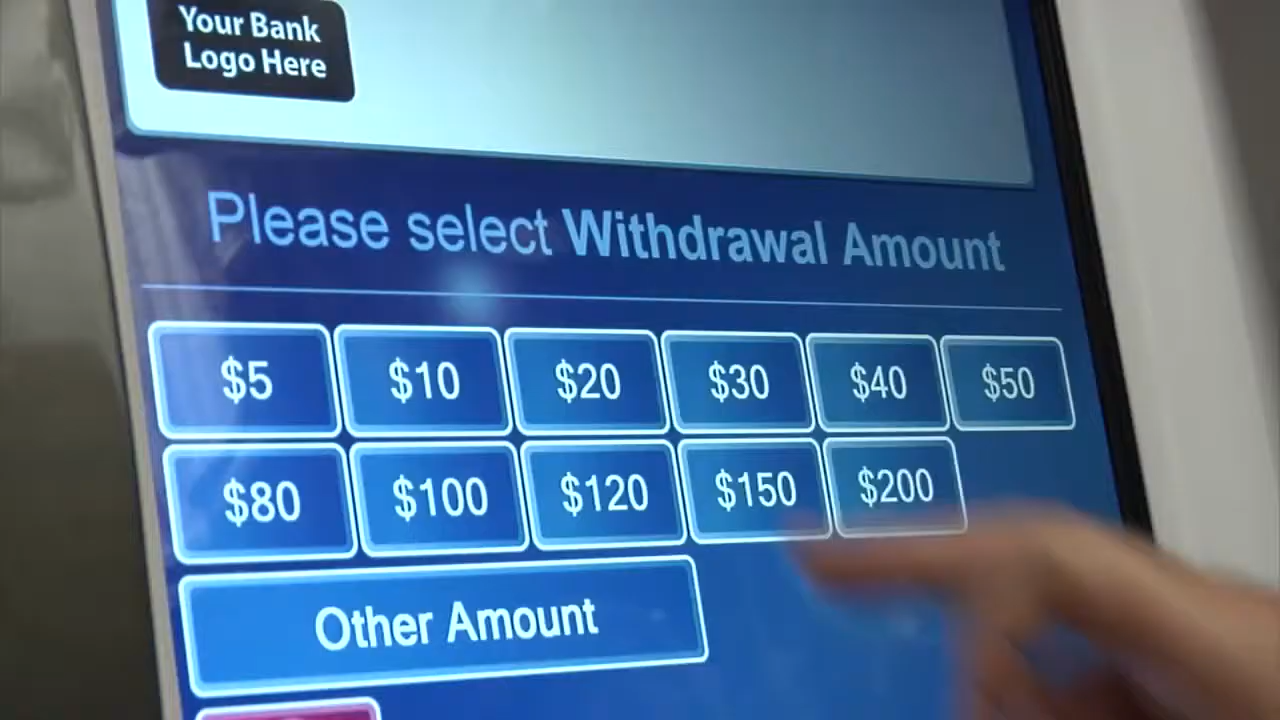 Your Bank
Logo Here
Please select Withdrawal Amount
$5 $10 $20 $30 $40 $50
$80 $100 $120 $150 $200
Other Amount